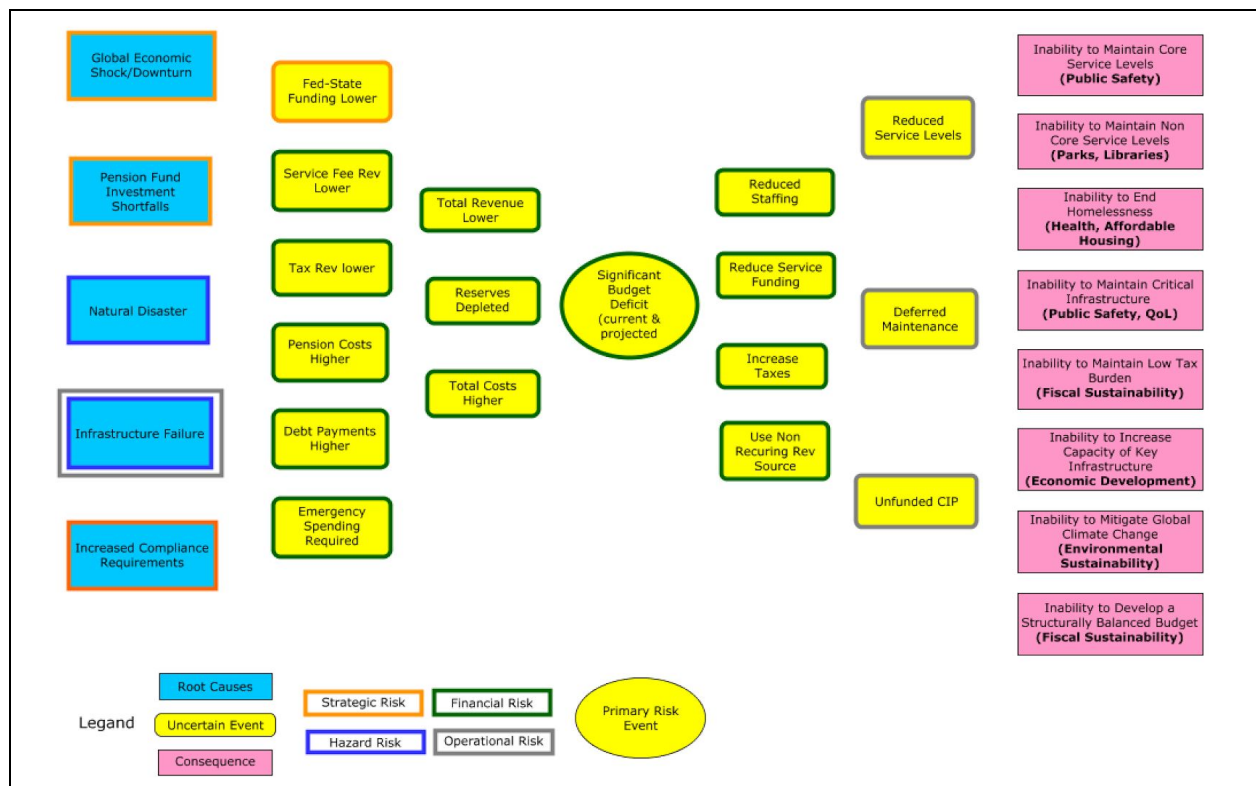 Global Economic
Shock/Downturn
Pension Fund
Investment
Shortfalls
Natural Disaster
Infrastructure Failure
Increased Compliance
Requirements
Fed-State
Funding Lower
Service Fee Rev
Lower
Tax Rev lower
Pension Costs
Higher
Debt Payments
Higher
Emergency
Spending
Required
Total Revenue
Lower
Reserves
Depleted
Total Costs
Higher
Significant
Budget
Deficit
(current &
projected
Reduced
Staffing
Reduce Service
Funding
Increase
Taxes
Use Non
Recuring Rev
Source
Reduced
Service Levels
Deferred
Maintenance
Unfunded CIP
Inability to Maintain Core
Service Levels
(Public Safety)
Inability to Maintain Non
Core Service Levels
(Parks, Libraries)
Inability to End
Homelessness
(Health, Affordable
Housing)
Inability to Maintain Critical
Infrastructure
(Public Safety, QoL)
Inability to Maintain Low Tax
Burden
(Fiscal Sustainability)
Inability to Increase
Capacity of Key
Infrastructure
(Economic Development)
Inability to Mitigate Global
Climate Change
(Environmental
Sustainability)
Inability to Develop a
Structurally Balanced Budget
(Fiscal Sustainability)
Legand
Root Causes
Uncertain Event
Consequence
Strategic Risk
Financial Risk
Hazard Risk
Operational Risk
Primary Risk
Event